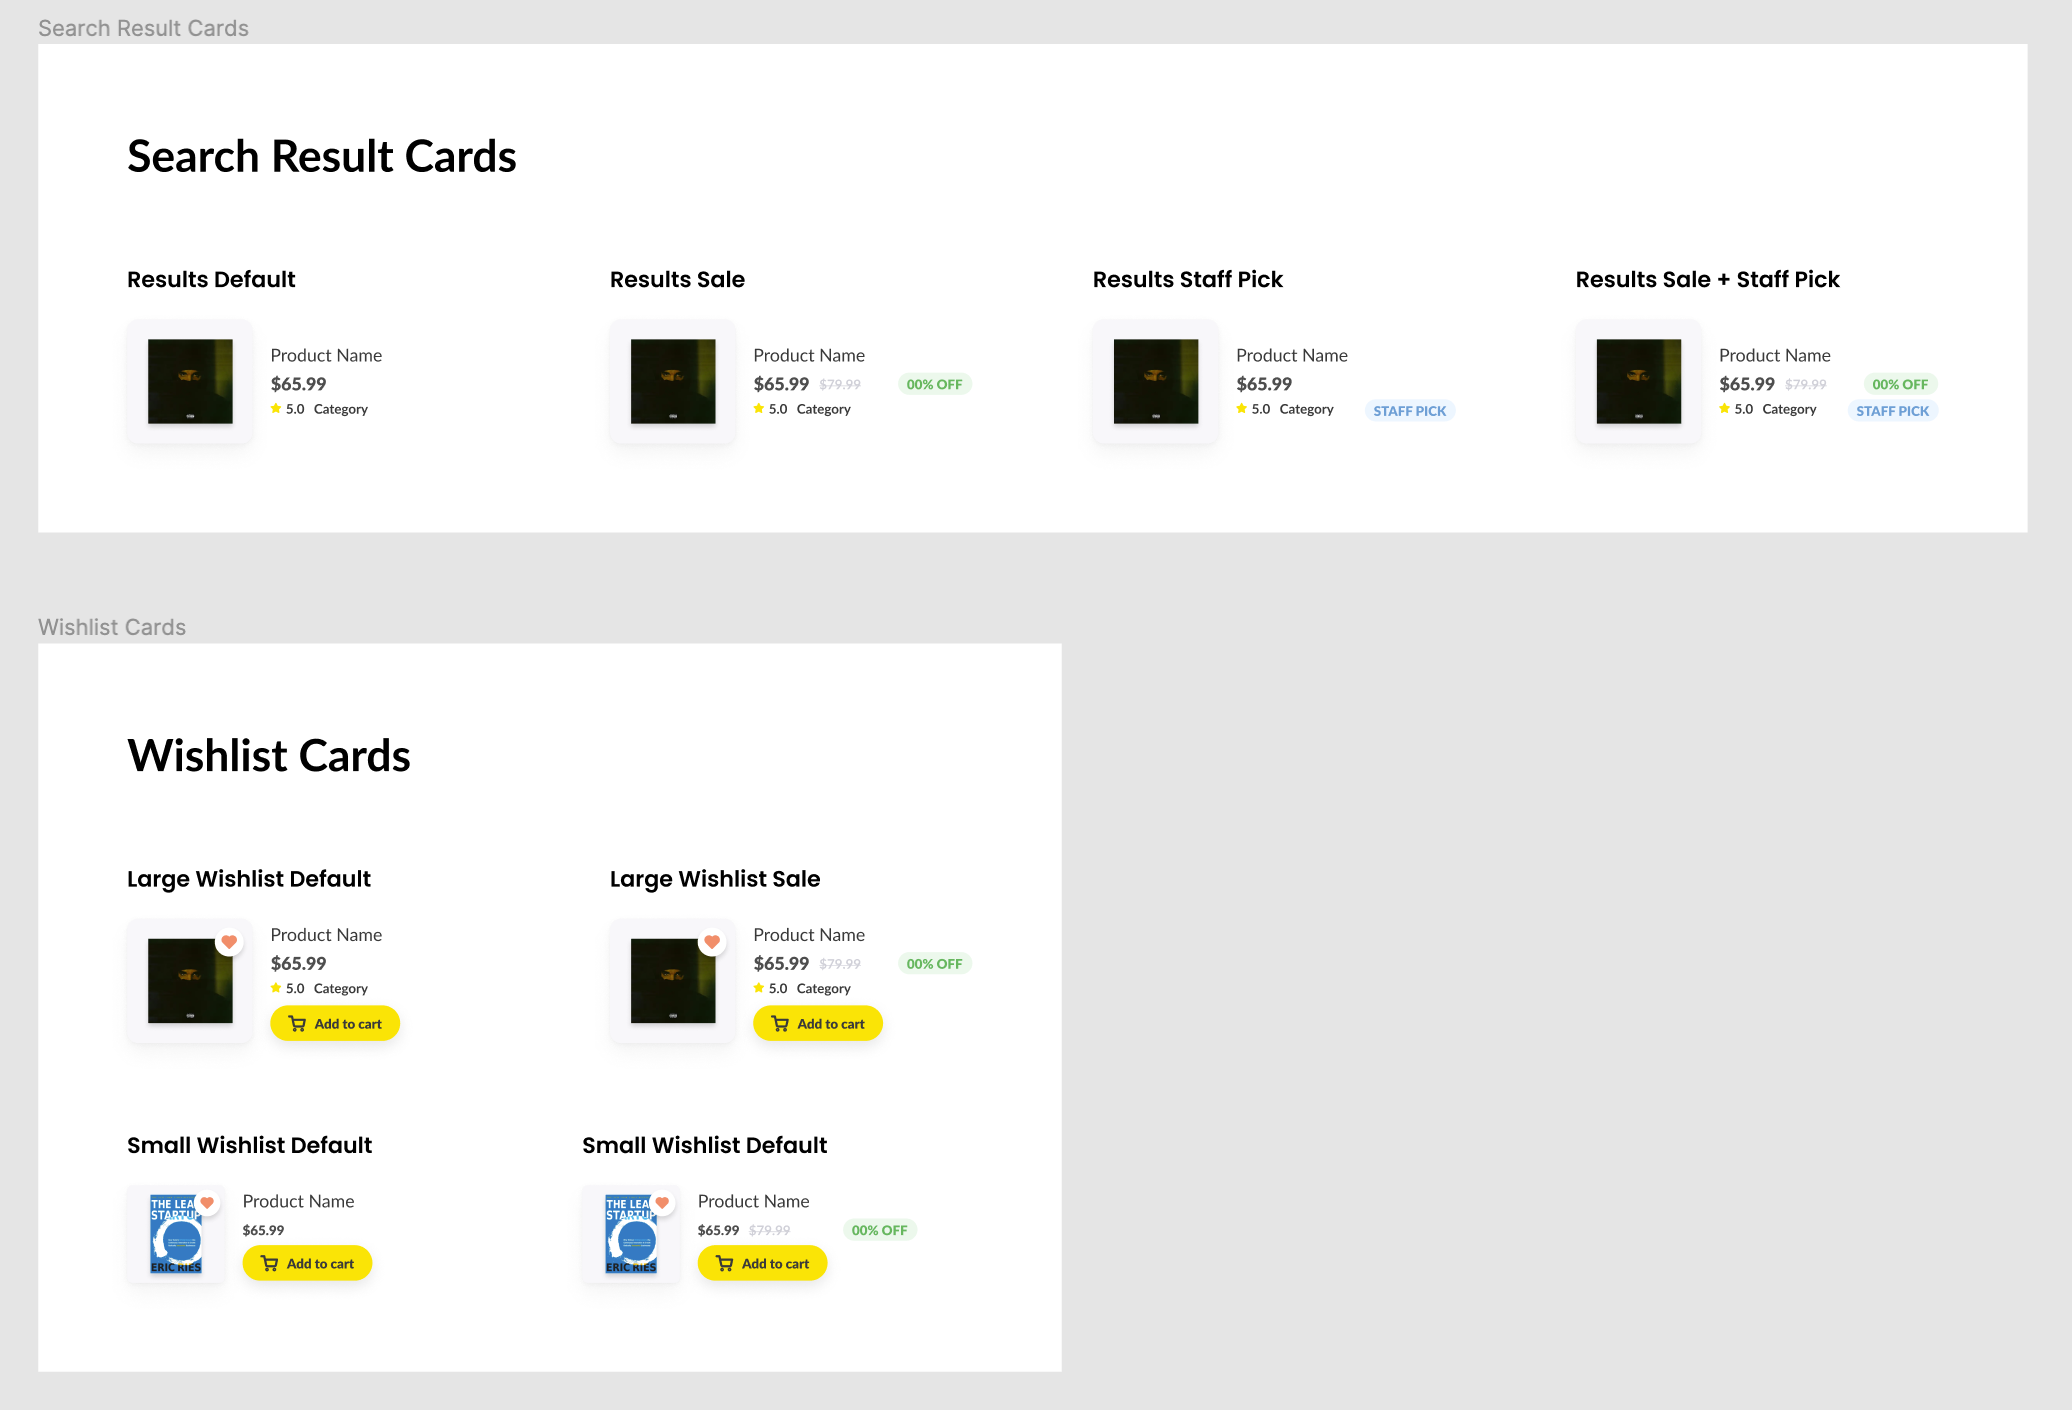 Search Result Cards
Search Result Cards
Results Default
Results Sale
Results Staff Pick
Results Sale + Staff Pick
Product Name
$65.99
5.0 Category
Product Name
$65.99 $79.99 00% OFF
5.0 Category
Product Name
$65.99
5.0 Category STAFF PICK
Product Name
$65.99 $79.99 00% OFF
5.0 Category STAFF PICK
Wishlist Cards
Wishlist Cards
Large Wishlist Default
Large Wishlist Sale
Product Name
$65.99
5.0 Category
Add to cart
Product Name
$65.99 $79.99 00% OFF
5.0 Category
Add to cart
Small Wishlist Default
Small Wishlist Default
THE LEA
STARTUP
ERIC RIES
Product Name
$65.99
Add to cart
THE LEA
STARTUP
ERIC RIES
Product Name
$65.99 $79.99 00% OFF
Add to cart